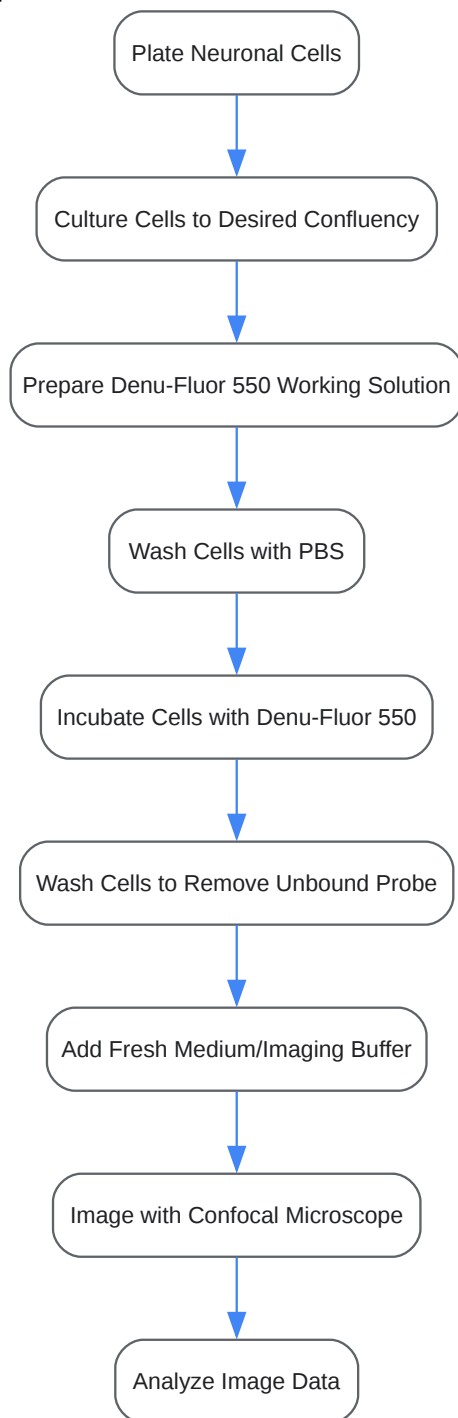 Plate Neuronal Cells
Culture Cells to Desired Confluency
Prepare Denu-Fluor 550 Working Solution
Wash Cells with PBS
Incubate Cells with Denu-Fluor 550
Wash Cells to Remove Unbound Probe
Add Fresh Medium/Imaging Buffer
Image with Confocal Microscope
Analyze Image Data